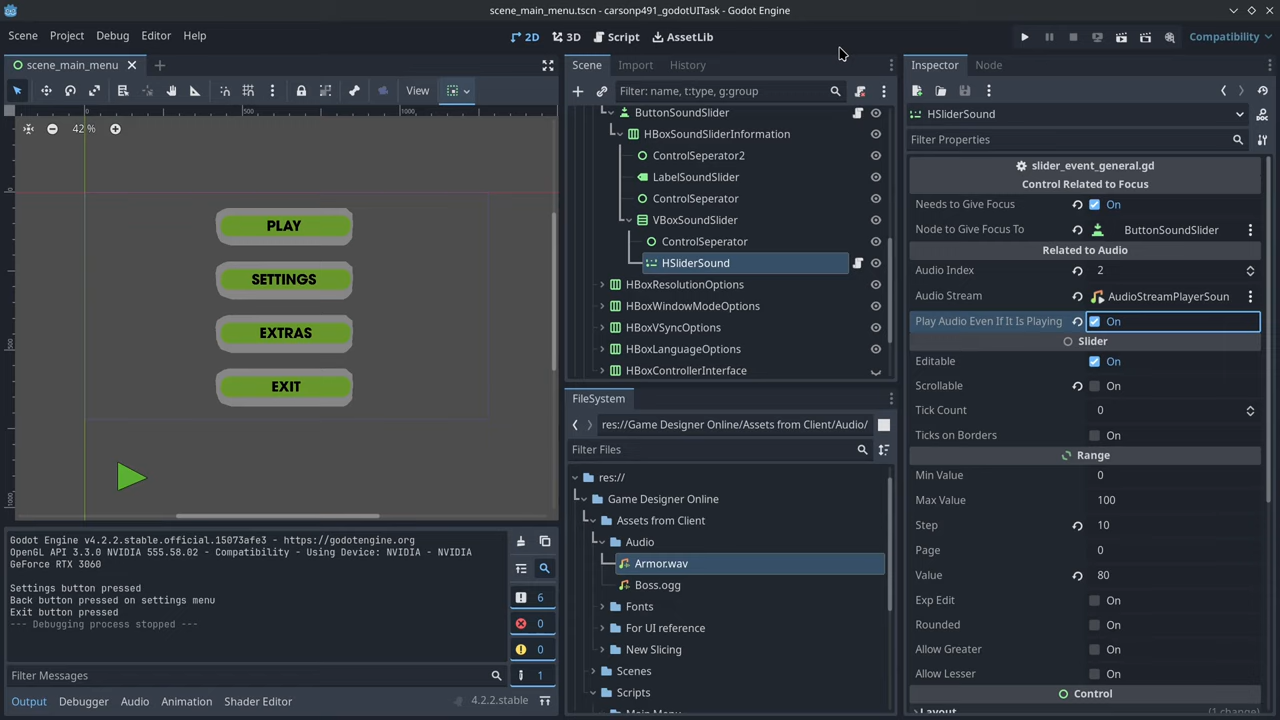 scene_main_menu.tscn - carsonp491_godotUITask - Godot Engine
Scene Project Debug Editor Help
2D 3D Script AssetLib
Compatibility
scene_main_menu
Scene Import History
Inspector Node
View
Filter: name, t:type, g:group
42 %
0 500 1000
PLAY
SETTINGS
EXTRAS
EXIT
ButtonSoundSlider
HBoxSoundSliderInformation
ControlSeperator2
LabelSoundSlider
ControlSeperator
VBoxSoundSlider
ControlSeperator
HSliderSound
HBoxResolutionOptions
HBoxWindowModeOptions
HBoxVSyncOptions
HBoxLanguageOptions
HBoxControllerInterface
FileSystem
res://Game Designer Online/Assets from Client/Audio/
Filter Files
res://
Game Designer Online
Assets from Client
Audio
Armor.wav
Boss.ogg
Fonts
For UI reference
New Slicing
Scenes
Scripts
HSliderSound
Filter Properties
slider_event_general.gd
Control Related to Focus
Needs to Give Focus On
Node to Give Focus To ButtonSoundSlider
Related to Audio
Audio Index 2
Audio Stream AudioStreamPlayerSoun
Play Audio Even If It Is Playing On
Slider
Editable On
Scrollable On
Tick Count 0
Ticks on Borders On
Range
Min Value 0
Max Value 100
Step 10
Page 0
Value 80
Exp Edit On
Rounded On
Allow Greater On
Allow Lesser On
Control
Layout (1 change)
Godot Engine v4.2.2.stable.official.15073afe3 - https://godotengine.org
OpenGL API 3.3.0 NVIDIA 555.58.02 - Compatibility - Using Device: NVIDIA - NVIDIA
GeForce RTX 3060
Settings button pressed
Back button pressed on settings menu
Exit button pressed
--- Debugging process stopped ---
6
0
0
1
Filter Messages
Output Debugger Audio Animation Shader Editor
4.2.2.stable